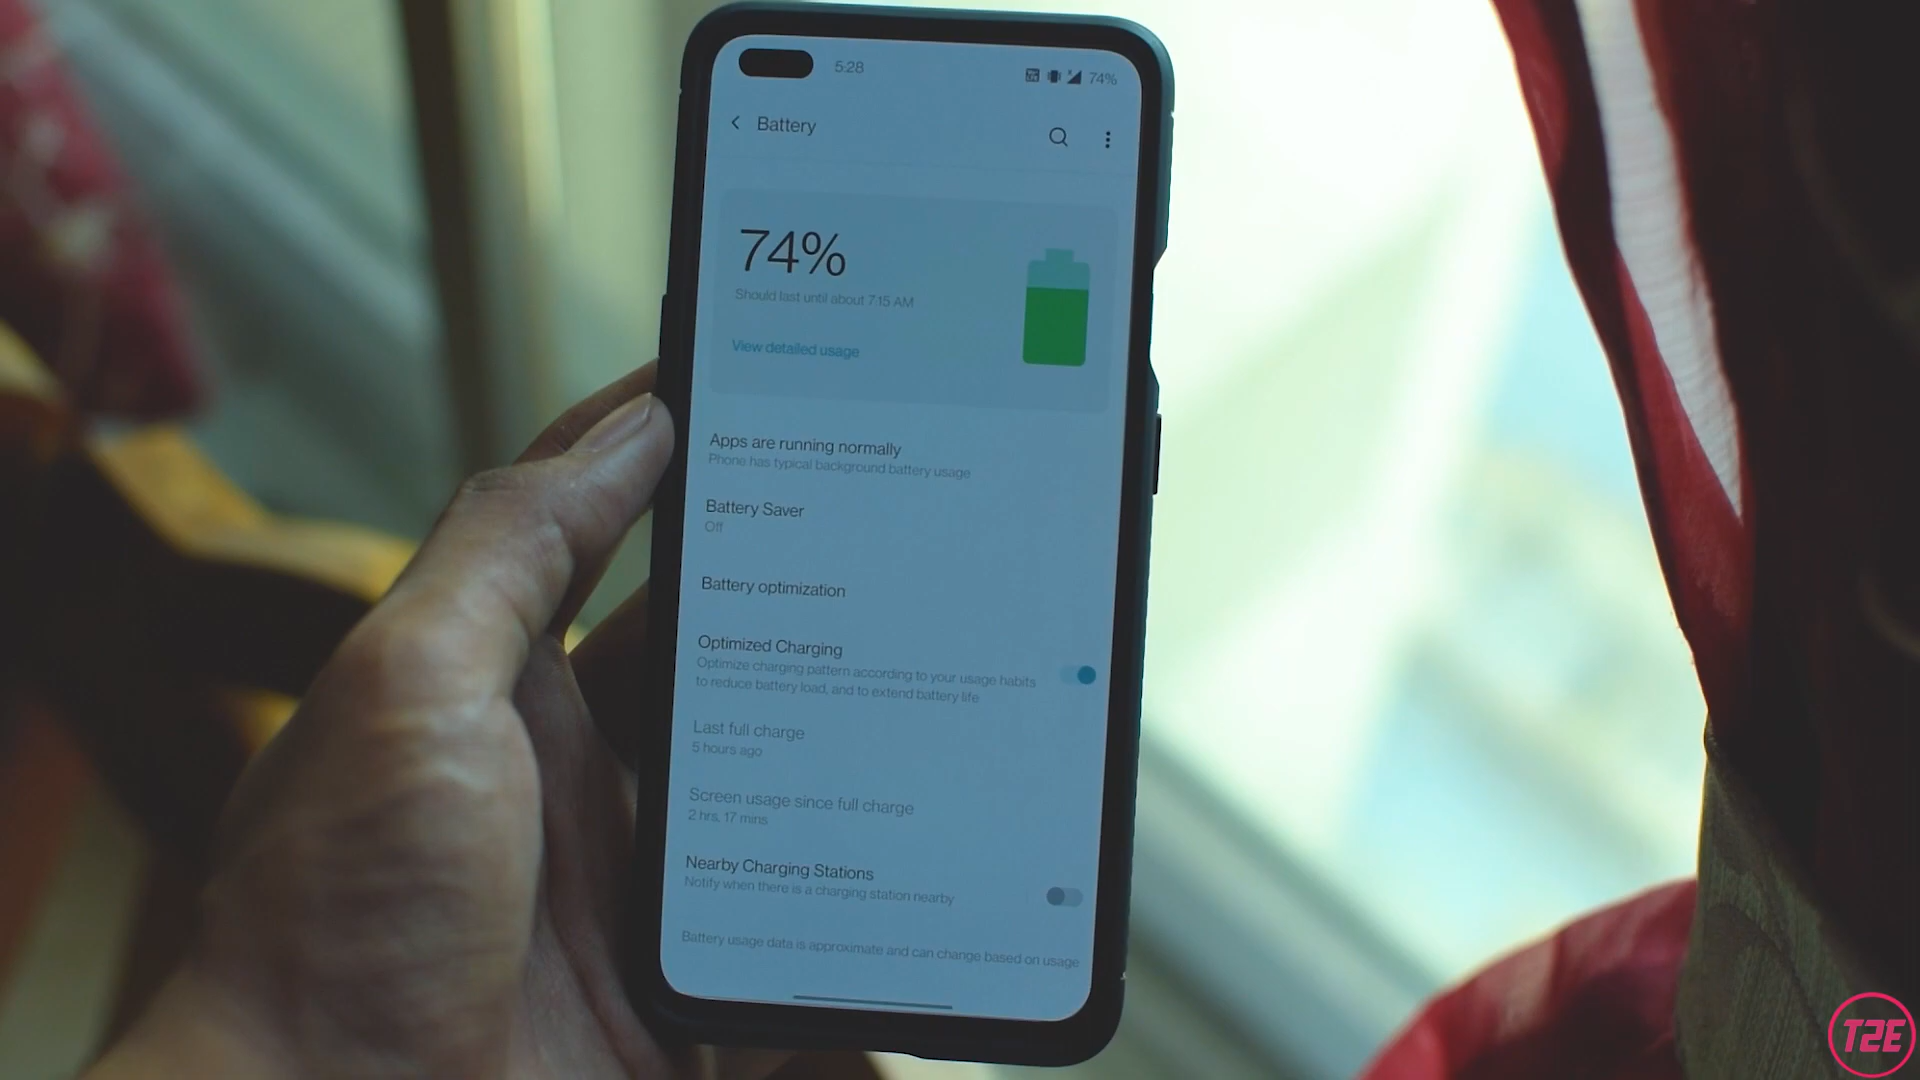 5:28
74%
Battery
74%
Should last until about 7:15 AM
View detailed usage
Apps are running normally
Phone has typical background battery usage
Battery Saver
Off
Battery optimization
Optimized Charging
Optimize charging pattern according to your usage habits
to reduce battery load, and to extend battery life
Last full charge
5 hours ago
Screen usage since full charge
2 hrs, 17 mins
Nearby Charging Stations
Notify when there is a charging station nearby
Battery usage data is approximate and can change based on usage
T2E